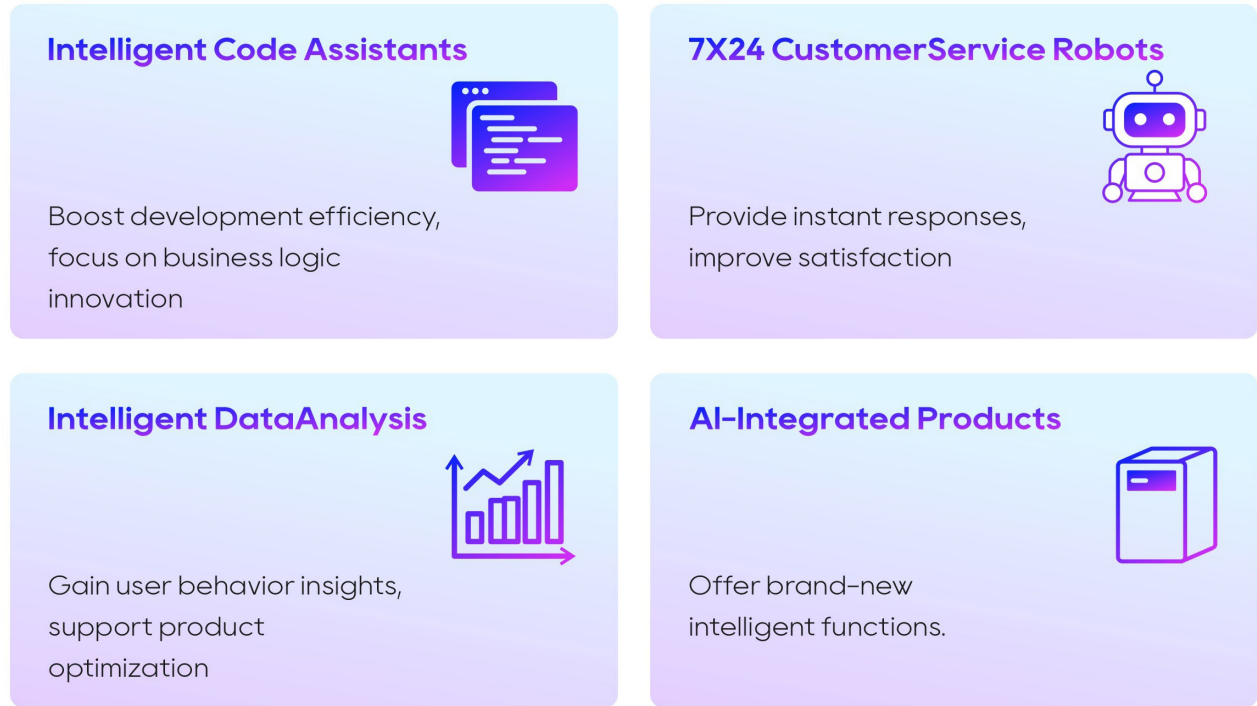 Intelligent Code Assistants
Boost development efficiency,
focus on business logic
innovation
7X24 CustomerService Robots
Provide instant responses,
improve satisfaction
Intelligent DataAnalysis
Gain user behavior insights,
support product
optimization
AI-Integrated Products
Offer brand-new
intelligent functions.